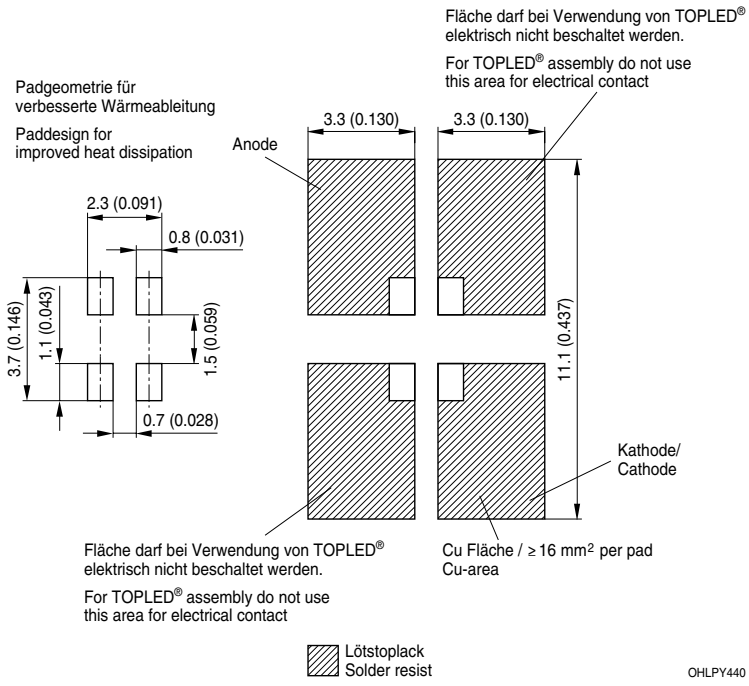 Fläche darf bei Verwendung von TOPLED®
elektrisch nicht beschaltet werden.
For TOPLED® assembly do not use
this area for electrical contact
Padgeometrie für
verbesserte Wärmeableitung
Paddesign for
improved heat dissipation
Anode
3.3 (0.130)
3.3 (0.130)
2.3 (0.091)
0.8 (0.031)
3.7 (0.146)
1.1 (0.043)
1.5 (0.059)
11.1 (0.437)
0.7 (0.028)
Kathode/
Cathode
Fläche darf bei Verwendung von TOPLED®
elektrisch nicht beschaltet werden.
For TOPLED® assembly do not use
this area for electrical contact
Cu Fläche / ≥ 16 mm² per pad
Cu-area
Lötstoplack
Solder resist
OHLPY440